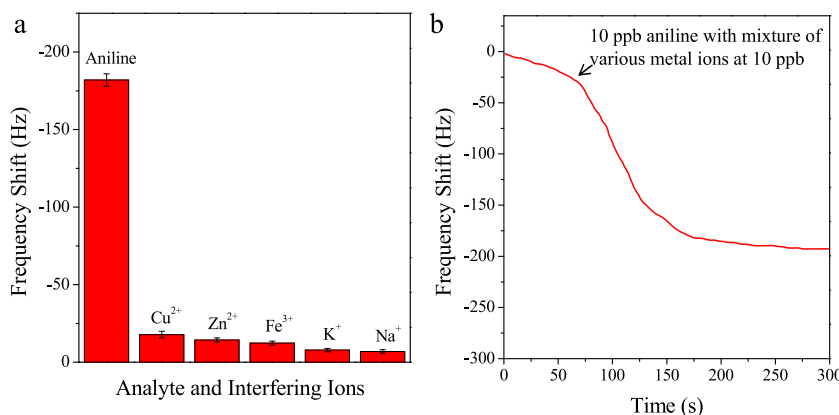 a
-200
-150
-100
-50
0
Frequency Shift (Hz)
Aniline
Cu²⁺
Zn²⁺
Fe³⁺
K⁺
Na⁺
Analyte and Interfering Ions
b
0
-50
-100
-150
-200
-250
-300
Frequency Shift (Hz)
10 ppb aniline with mixture of
various metal ions at 10 ppb
0 50 100 150 200 250 300
Time (s)